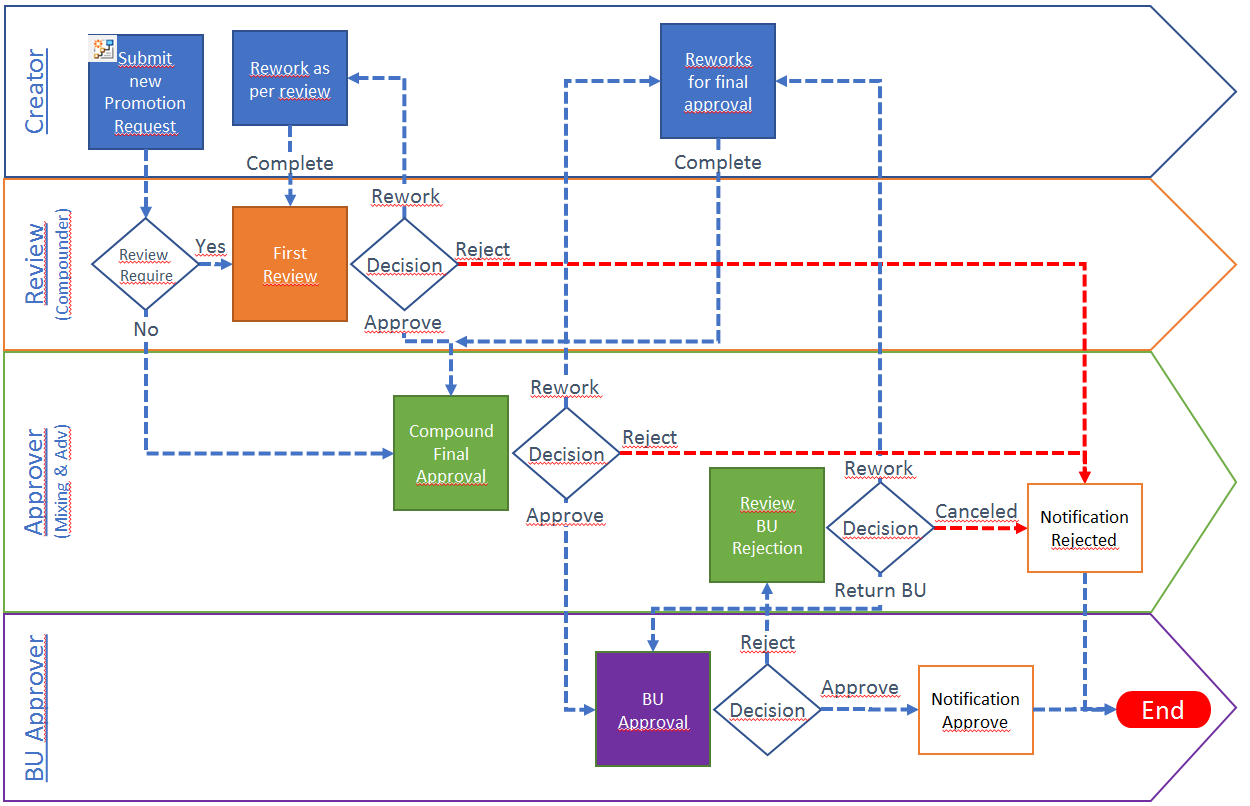 Creator
Submit
new
Promotion
Request
Rework as
per review
Complete
Reworks
for final
approval
Complete
Review
(Compounder)
Review
Require
Yes
No
First
Review
Rework
Decision
Reject
Approve
Approver
(Mixing & Adv)
Compound
Final
Approval
Rework
Decision
Reject
Approve
Review
BU
Rejection
Rework
Decision
Canceled
Return BU
Notification
Rejected
BU Approver
BU
Approval
Reject
Decision
Approve
Notification
Approve
End